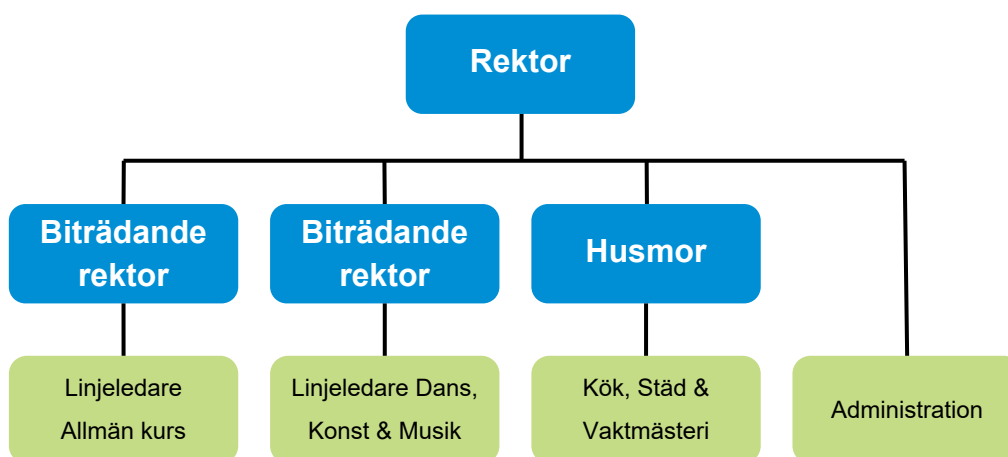 Rektor
Biträdande
rektor
Biträdande
rektor
Husmor
Linjeledare
Allmän kurs
Linjeledare Dans,
Konst & Musik
Kök, Städ &
Vaktmästeri
Administration